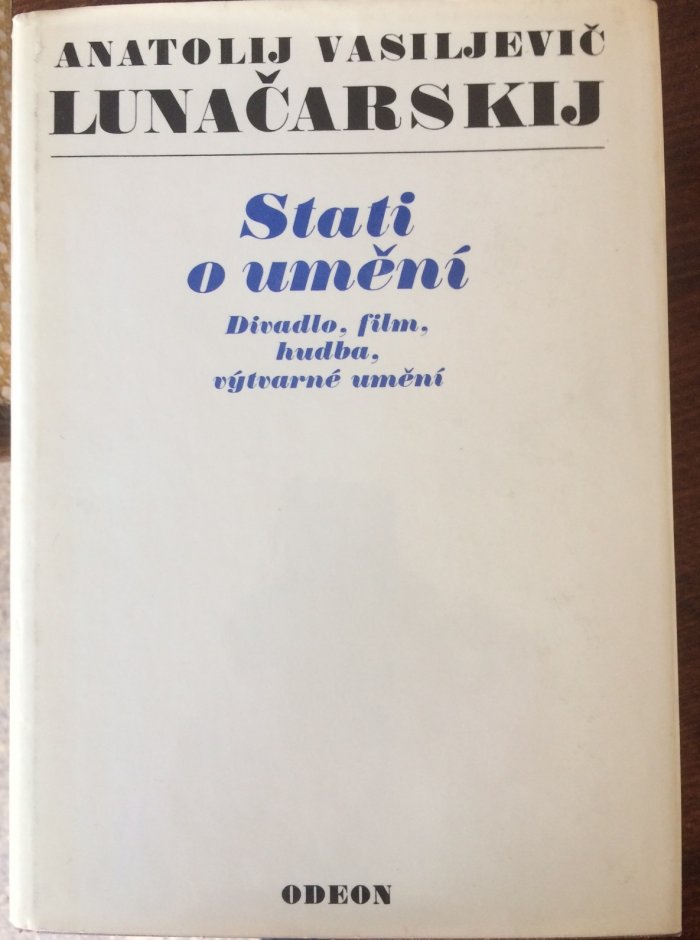 ANATOLIJ VASILJEVIČ
LUNAČARSKIJ
Stati
o umění
Divadlo, film,
hudba,
výtvarné umění
ODEON